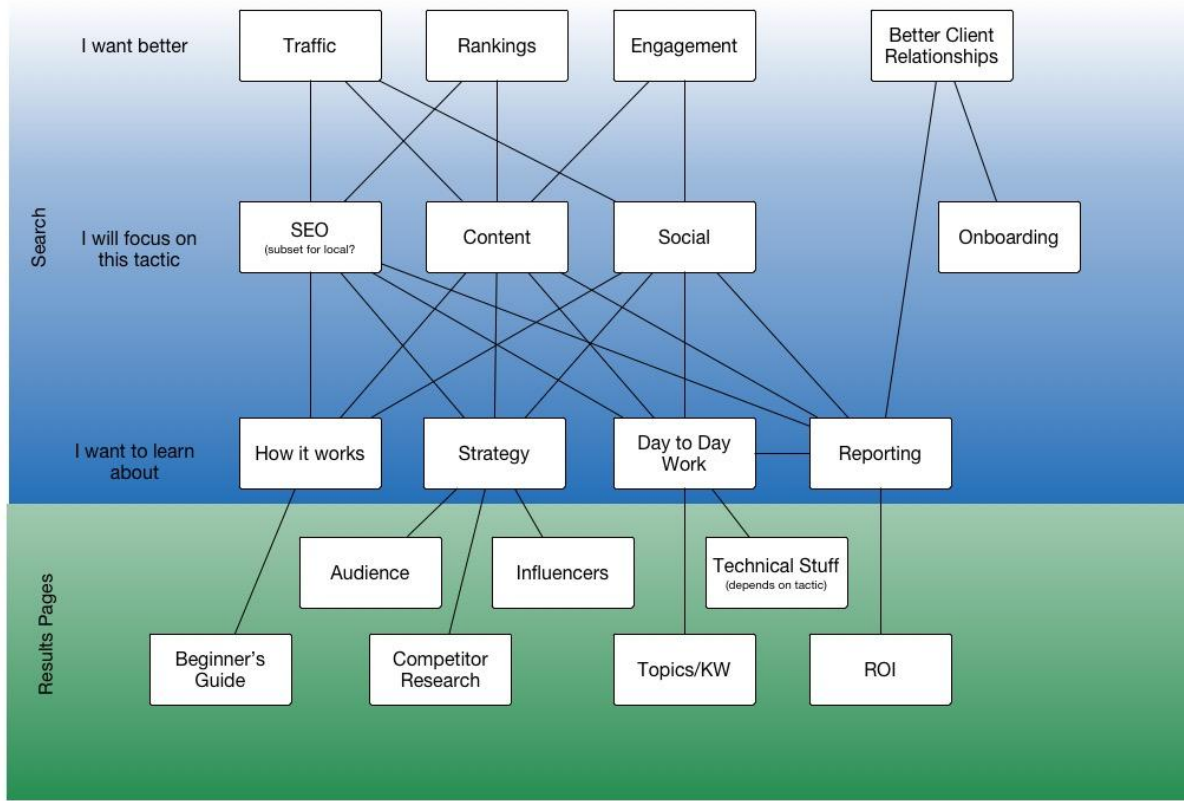 I want better
Traffic
Rankings
Engagement
Better Client
Relationships
Search
I will focus on
this tactic
SEO
(subset for local?
Content
Social
Onboarding
I want to learn
about
How it works
Strategy
Day to Day
Work
Reporting
Results Pages
Audience
Influencers
Technical Stuff
(depends on tactic)
Beginner's
Guide
Competitor
Research
Topics/KW
ROI